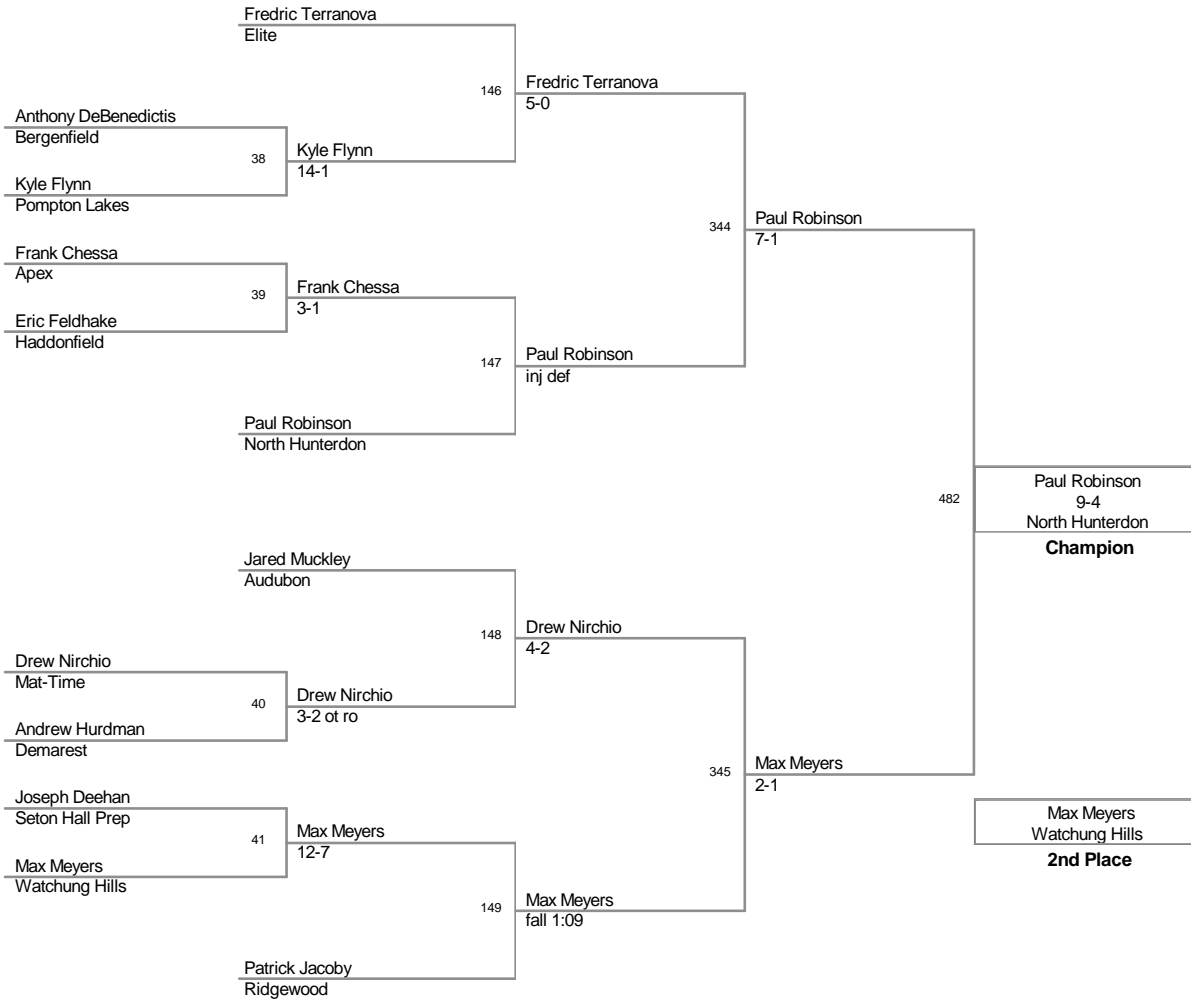 Fredric Terranova
Elite
146
Fredric Terranova
5-0
Anthony DeBenedictis
Bergenfield
38
Kyle Flynn
14-1
Kyle Flynn
Pompton Lakes
344
Paul Robinson
7-1
Frank Chessa
Apex
39
Frank Chessa
3-1
Eric Feldhake
Haddonfield
147
Paul Robinson
inj def
Paul Robinson
North Hunterdon
482
Paul Robinson
9-4
North Hunterdon
Champion
Jared Muckley
Audubon
148
Drew Nirchio
4-2
Drew Nirchio
Mat-Time
40
Drew Nirchio
3-2 ot ro
Andrew Hurdman
Demarest
345
Max Meyers
2-1
Joseph Deehan
Seton Hall Prep
41
Max Meyers
12-7
Max Meyers
Watchung Hills
Max Meyers
Watchung Hills
2nd Place
149
Max Meyers
fall 1:09
Patrick Jacoby
Ridgewood